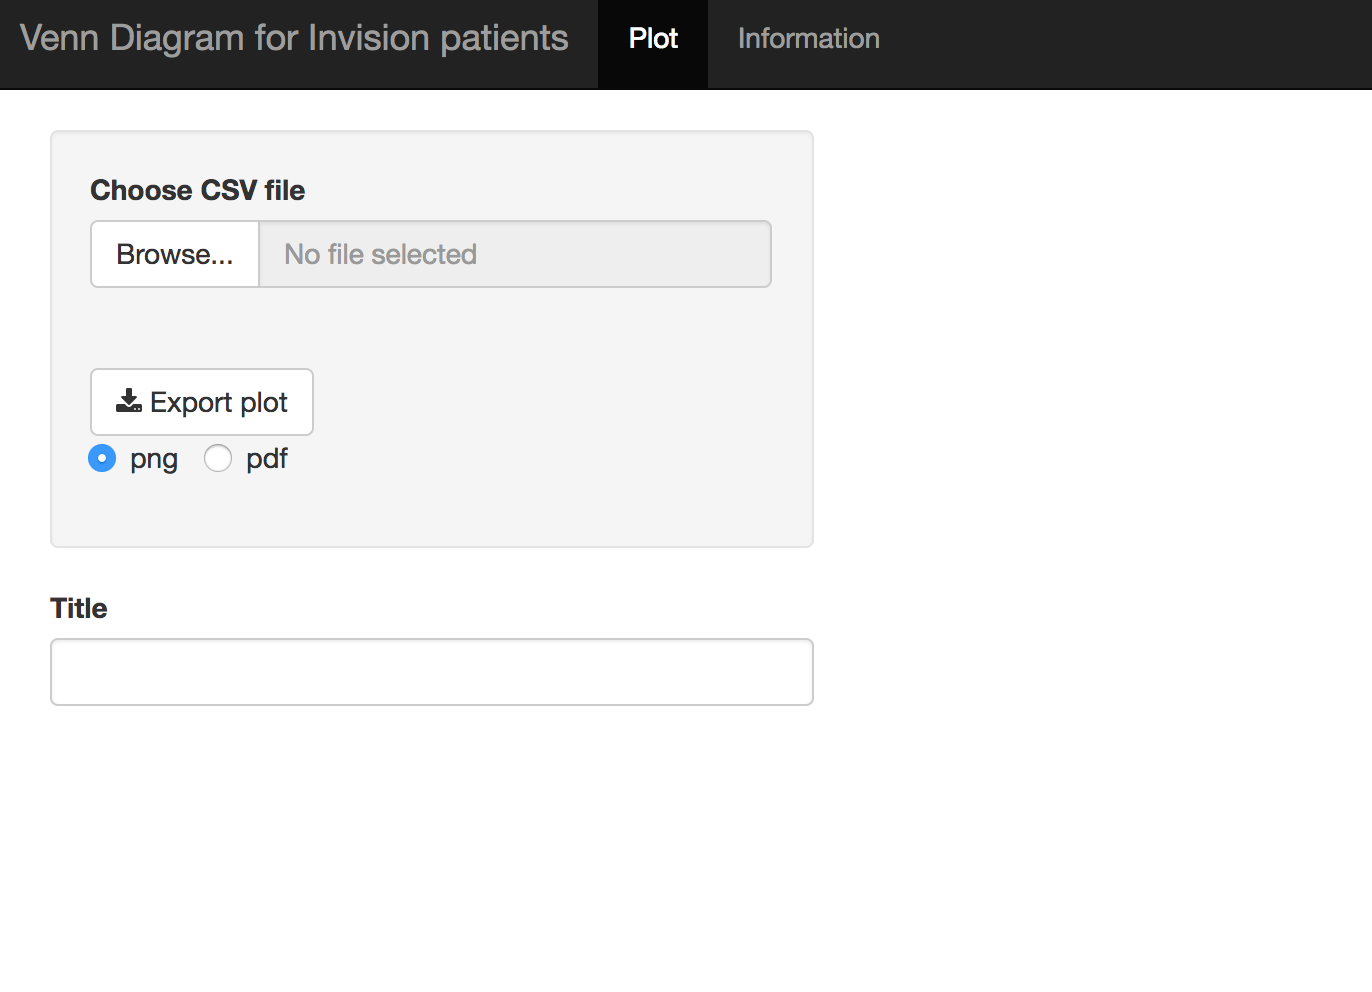 Venn Diagram for Invision patients Plot Information
Choose CSV file
Browse... No file selected
Export plot
png pdf
Title